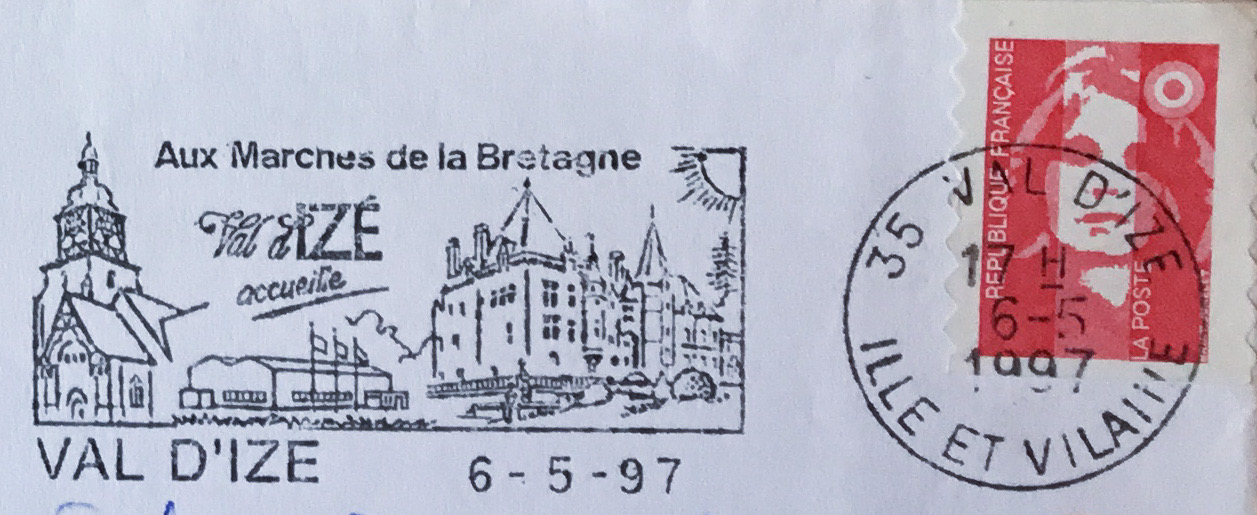 Aux Marches de la Bretagne
Val d'IZÉ
accueille
VAL D'IZE
6-5-97
35 VAL D'IZE
17 H
6-5
1997
ILLE ET VILAINE
REPUBLIQUE FRANÇAISE
LA POSTE